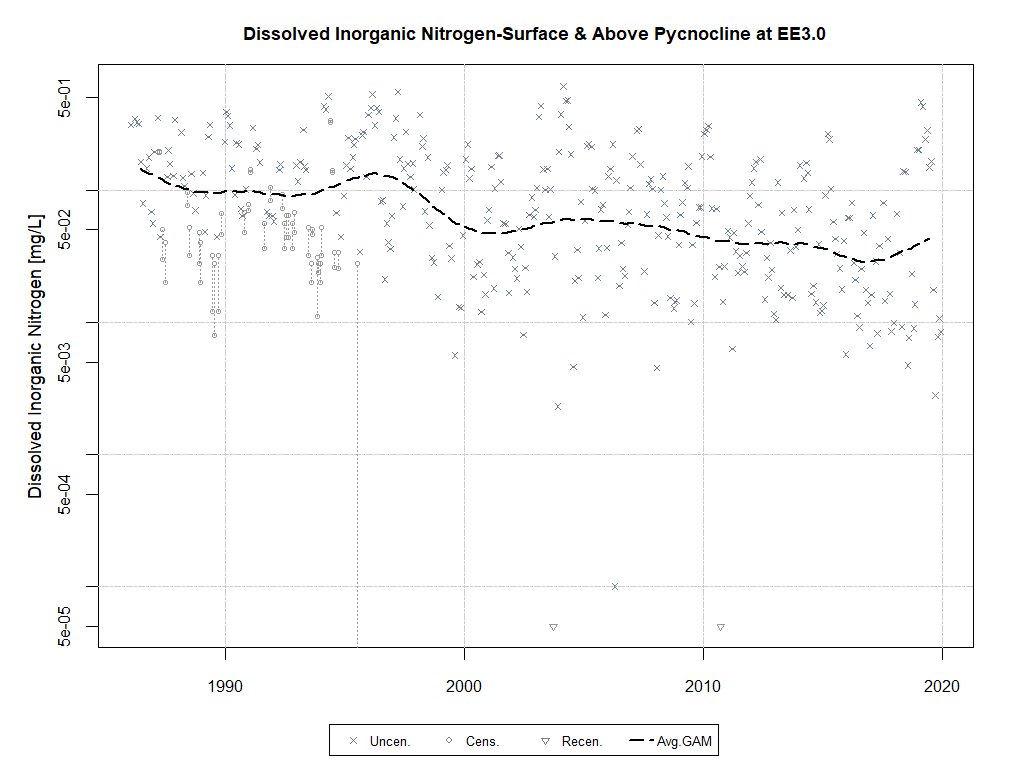 Dissolved Inorganic Nitrogen-Surface & Above Pycnocline at EE3.0
Dissolved Inorganic Nitrogen [mg/L]
5e-01
5e-02
5e-03
5e-04
5e-05
1990 2000 2010 2020
Uncen. Cens. Recen. Avg.GAM